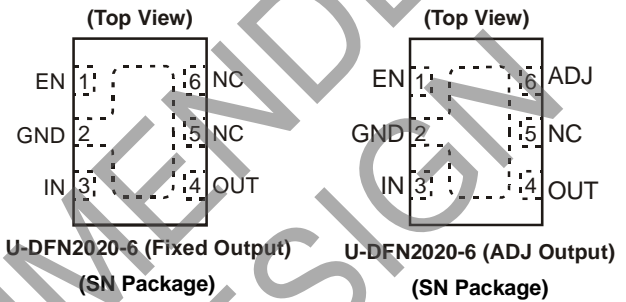 (Top View)
EN 1 6 NC
GND 2 5 NC
IN 3 4 OUT
U-DFN2020-6 (Fixed Output)
(SN Package)
(Top View)
EN 1 6 ADJ
GND 2 5 NC
IN 3 4 OUT
U-DFN2020-6 (ADJ Output)
(SN Package)